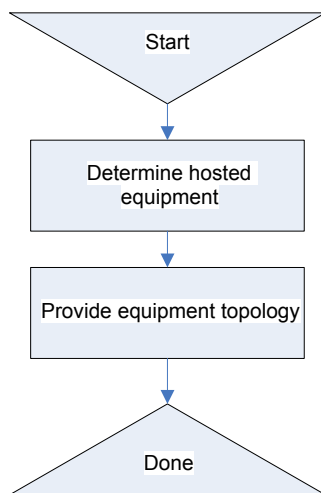 Start
Determine hosted
equipment
Provide equipment topology
Done